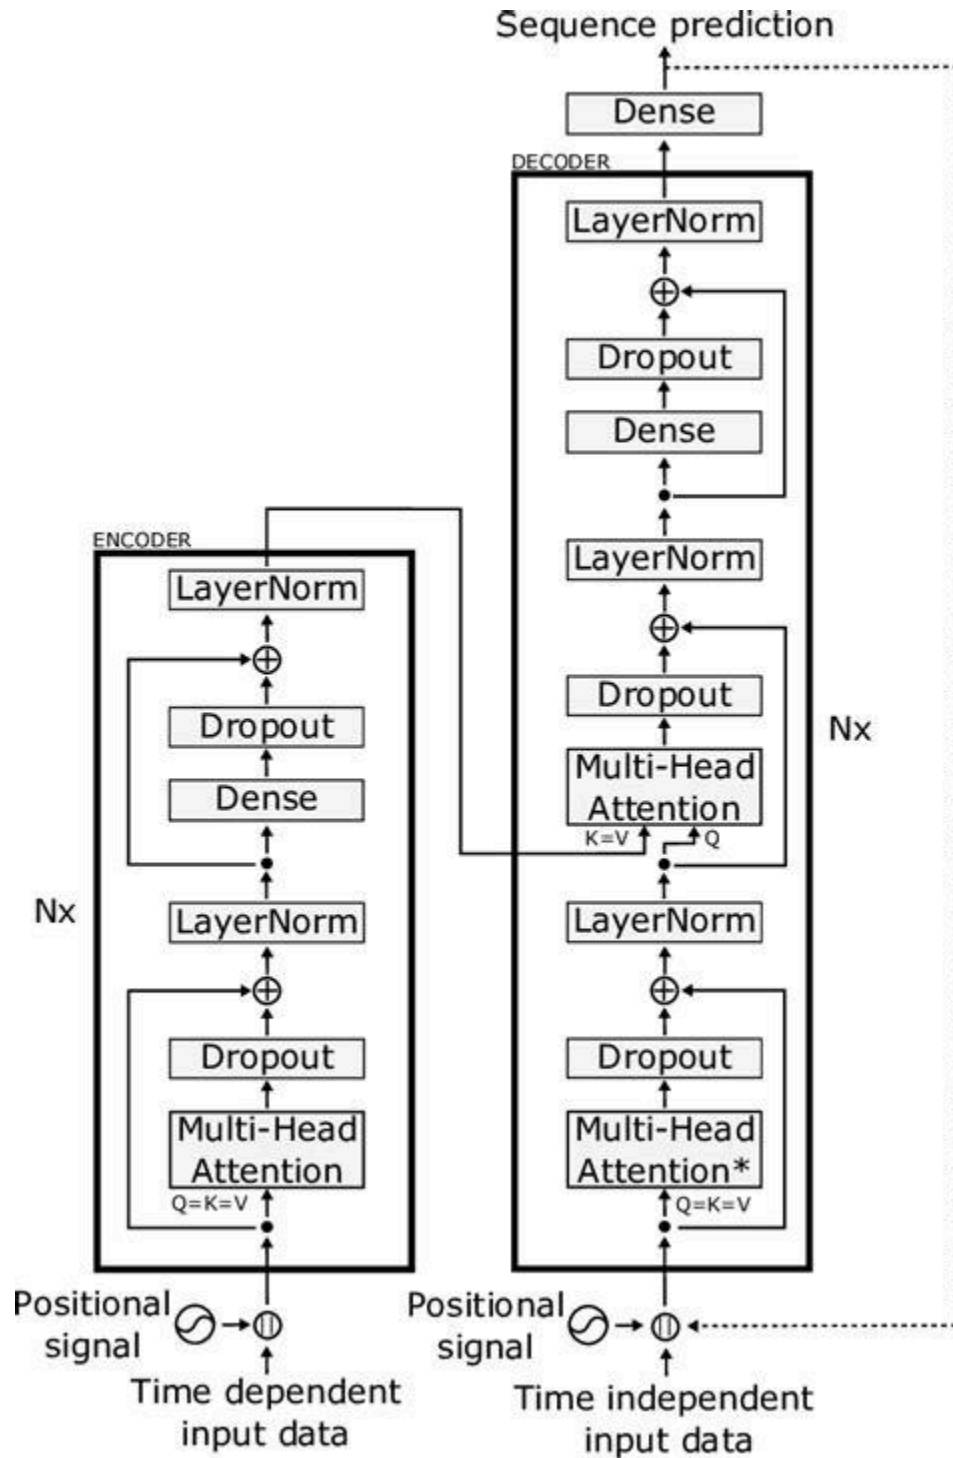 Sequence prediction
Dense
DECODER
LayerNorm
Dropout
Dense
LayerNorm
Dropout
Multi-Head
Attention
K=V
Q
LayerNorm
Dropout
Multi-Head
Attention*
Q=K=V
Nx
Positional
signal
Time independent
input data
ENCODER
LayerNorm
Dropout
Dense
LayerNorm
Dropout
Multi-Head
Attention
Q=K=V
Nx
Positional
signal
Time dependent
input data